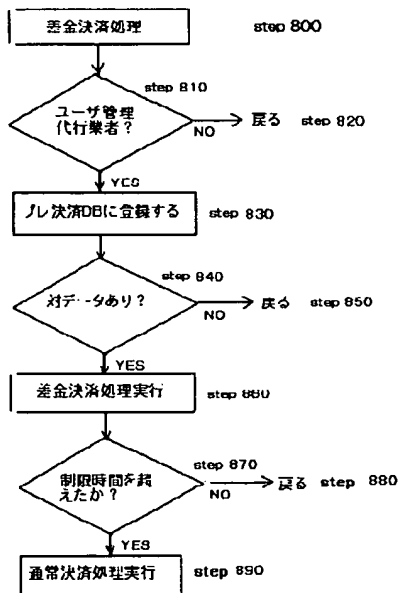 差金決済処理 step 800
step 810
ユーザ管理
代行業者？
NO 戻る step 820
YES
プレ決済DBに登録する step 830
step 840
対データあり？
NO 戻る step 850
YES
差金決済処理実行 step 860
step 870
制限時間を超
えたか？
NO 戻る step 880
YES
通常決済処理実行 step 890